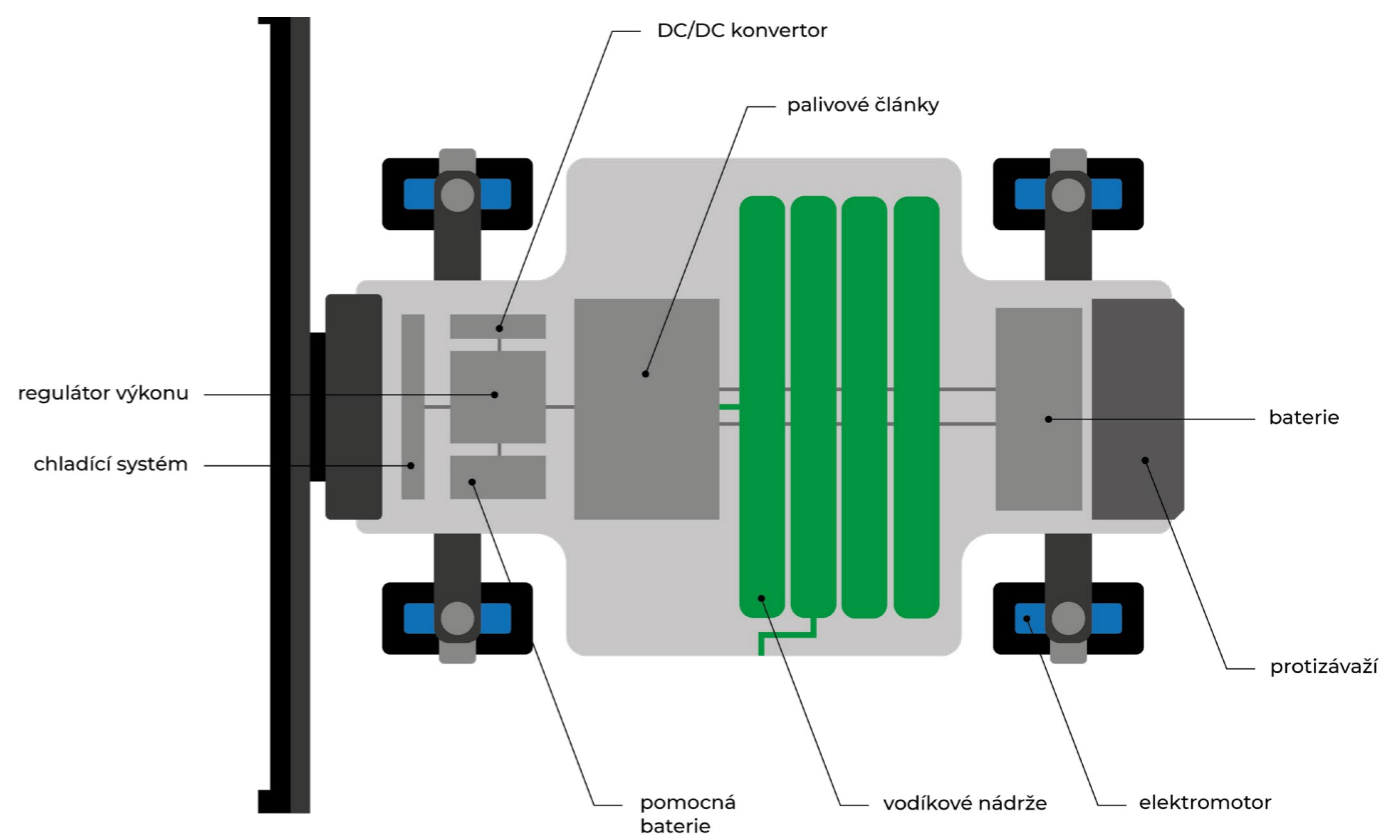 DC/DC konvertor
palivové články
regulátor výkonu
chladící systém
baterie
protizávaží
pomocná
baterie
vodíkové nádrže
elektromotor